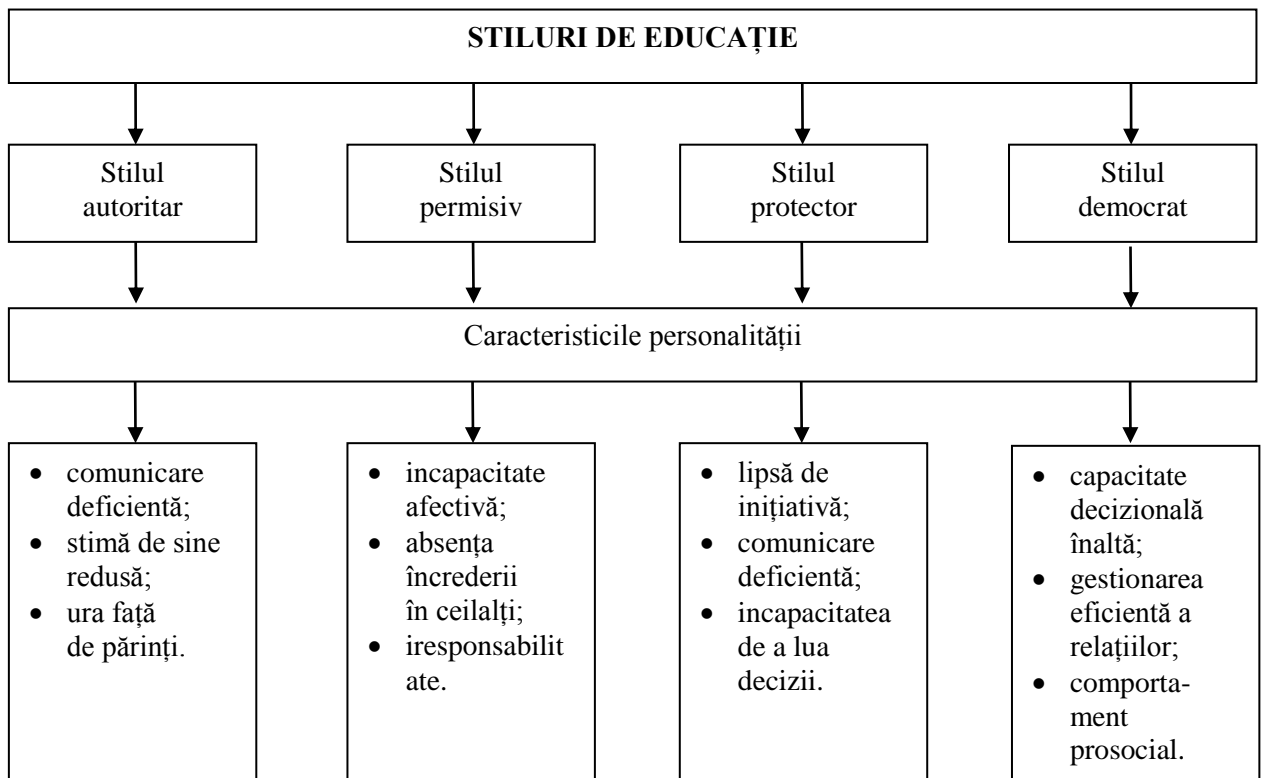 STILURI DE EDUCAȚIE
Stilul
autoritar
Stilul
permisiv
Stilul
protector
Stilul
democrat
Caracteristicile personalității
• comunicare
deficientă;
• stimă de sine
redusă;
• ura față
de părinți.
• incapacitate
afectivă;
• absența
încrederii
în ceilalți;
• iresponsabilit
ate.
• lipsă de
inițiativă;
• comunicare
deficientă;
• incapacitatea
de a lua
decizii.
• capacitate
decizională
înaltă;
• gestionarea
eficientă a
relațiilor;
• comporta-
ment
prosocial.